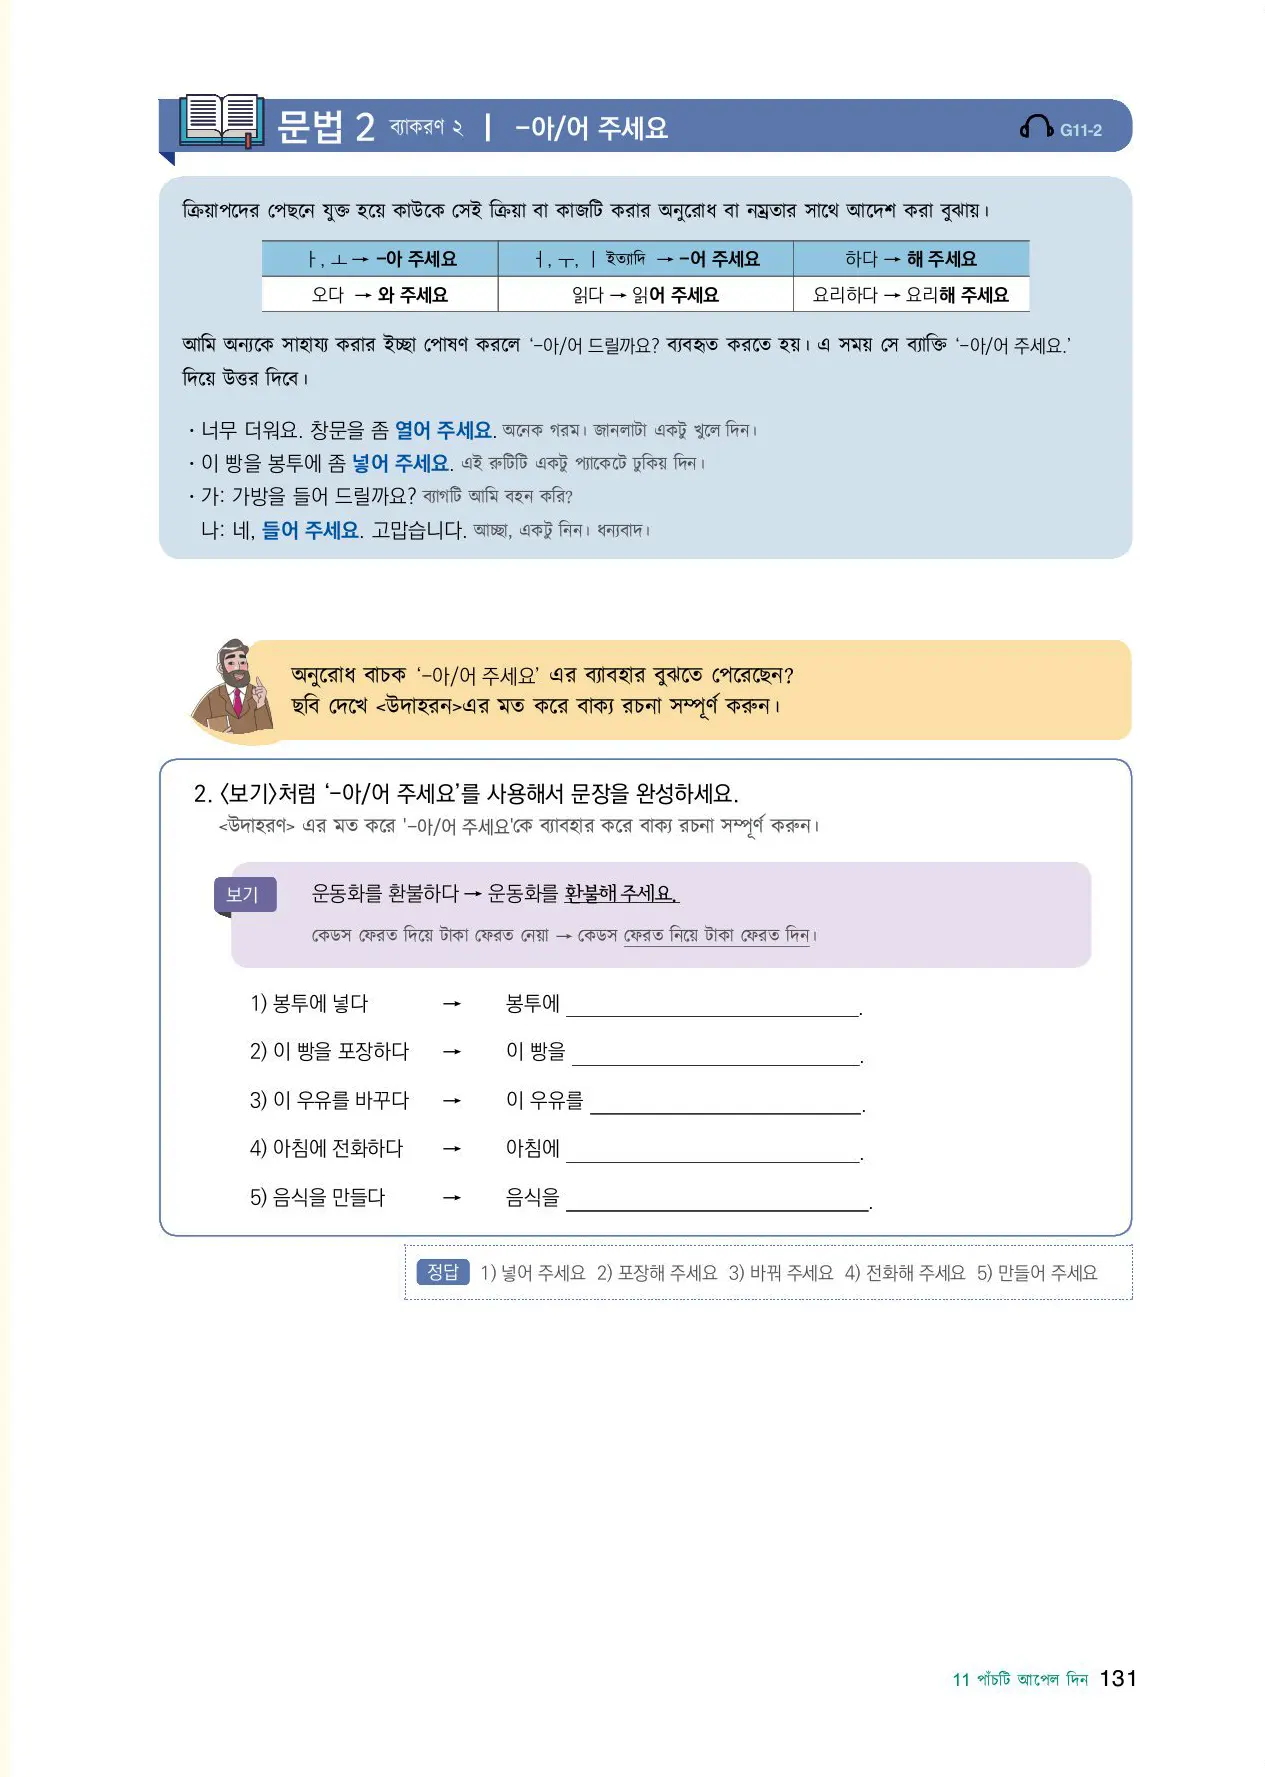 문법 2 ব্যাকরণ ২ | -아/어 주세요 G11-2
ক্রিয়াপদের পেছনে যুক্ত হয়ে কাউকে সেই ক্রিয়া বা কাজটি করার অনুরোধ বা নম্রতার সাথে আদেশ করা বুঝায়।
ㅏ, ㅗ → -아 주세요 ㅓ, ㅜ, ㅣ ইত্যাদি → -어 주세요 하다 → 해 주세요
오다 → 와 주세요 읽다 → 읽어 주세요 요리하다 → 요리해 주세요
আমি অন্যকে সাহায্য করার ইচ্ছা পোষণ করলে ‘-아/어 드릴까요? ব্যবহৃত করতে হয়। এ সময় সে ব্যাক্তি ‘-아/어 주세요.’
দিয়ে উত্তর দিবে।
· 너무 더워요. 창문을 좀 열어 주세요. অনেক গরম। জানলাটা একটু খুলে দিন।
· 이 빵을 봉투에 좀 넣어 주세요. এই রুটিটি একটু প্যাকেটে ঢুকিয় দিন।
· 가: 가방을 들어 드릴까요? ব্যাগটি আমি বহন করি?
나: 네, 들어 주세요. 고맙습니다. আচ্ছা, একটু নিন। ধন্যবাদ।
অনুরোধ বাচক ‘-아/어 주세요’ এর ব্যাবহার বুঝতে পেরেছেন?
ছবি দেখে <উদাহরন>এর মত করে বাক্য রচনা সম্পূর্ণ করুন।
2. 〈보기〉처럼 ‘-아/어 주세요’를 사용해서 문장을 완성하세요.
<উদাহরণ> এর মত করে '-아/어 주세요'কে ব্যাবহার করে বাক্য রচনা সম্পূর্ণ করুন।
보기 운동화를 환불하다 → 운동화를 환불해 주세요.
কেডস ফেরত দিয়ে টাকা ফেরত নেয়া → কেডস ফেরত নিয়ে টাকা ফেরত দিন।
1) 봉투에 넣다 → 봉투에 .
2) 이 빵을 포장하다 → 이 빵을 .
3) 이 우유를 바꾸다 → 이 우유를 .
4) 아침에 전화하다 → 아침에 .
5) 음식을 만들다 → 음식을 .
정답 1) 넣어 주세요 2) 포장해 주세요 3) 바꿔 주세요 4) 전화해 주세요 5) 만들어 주세요
11 পাঁচটি আপেল দিন 131